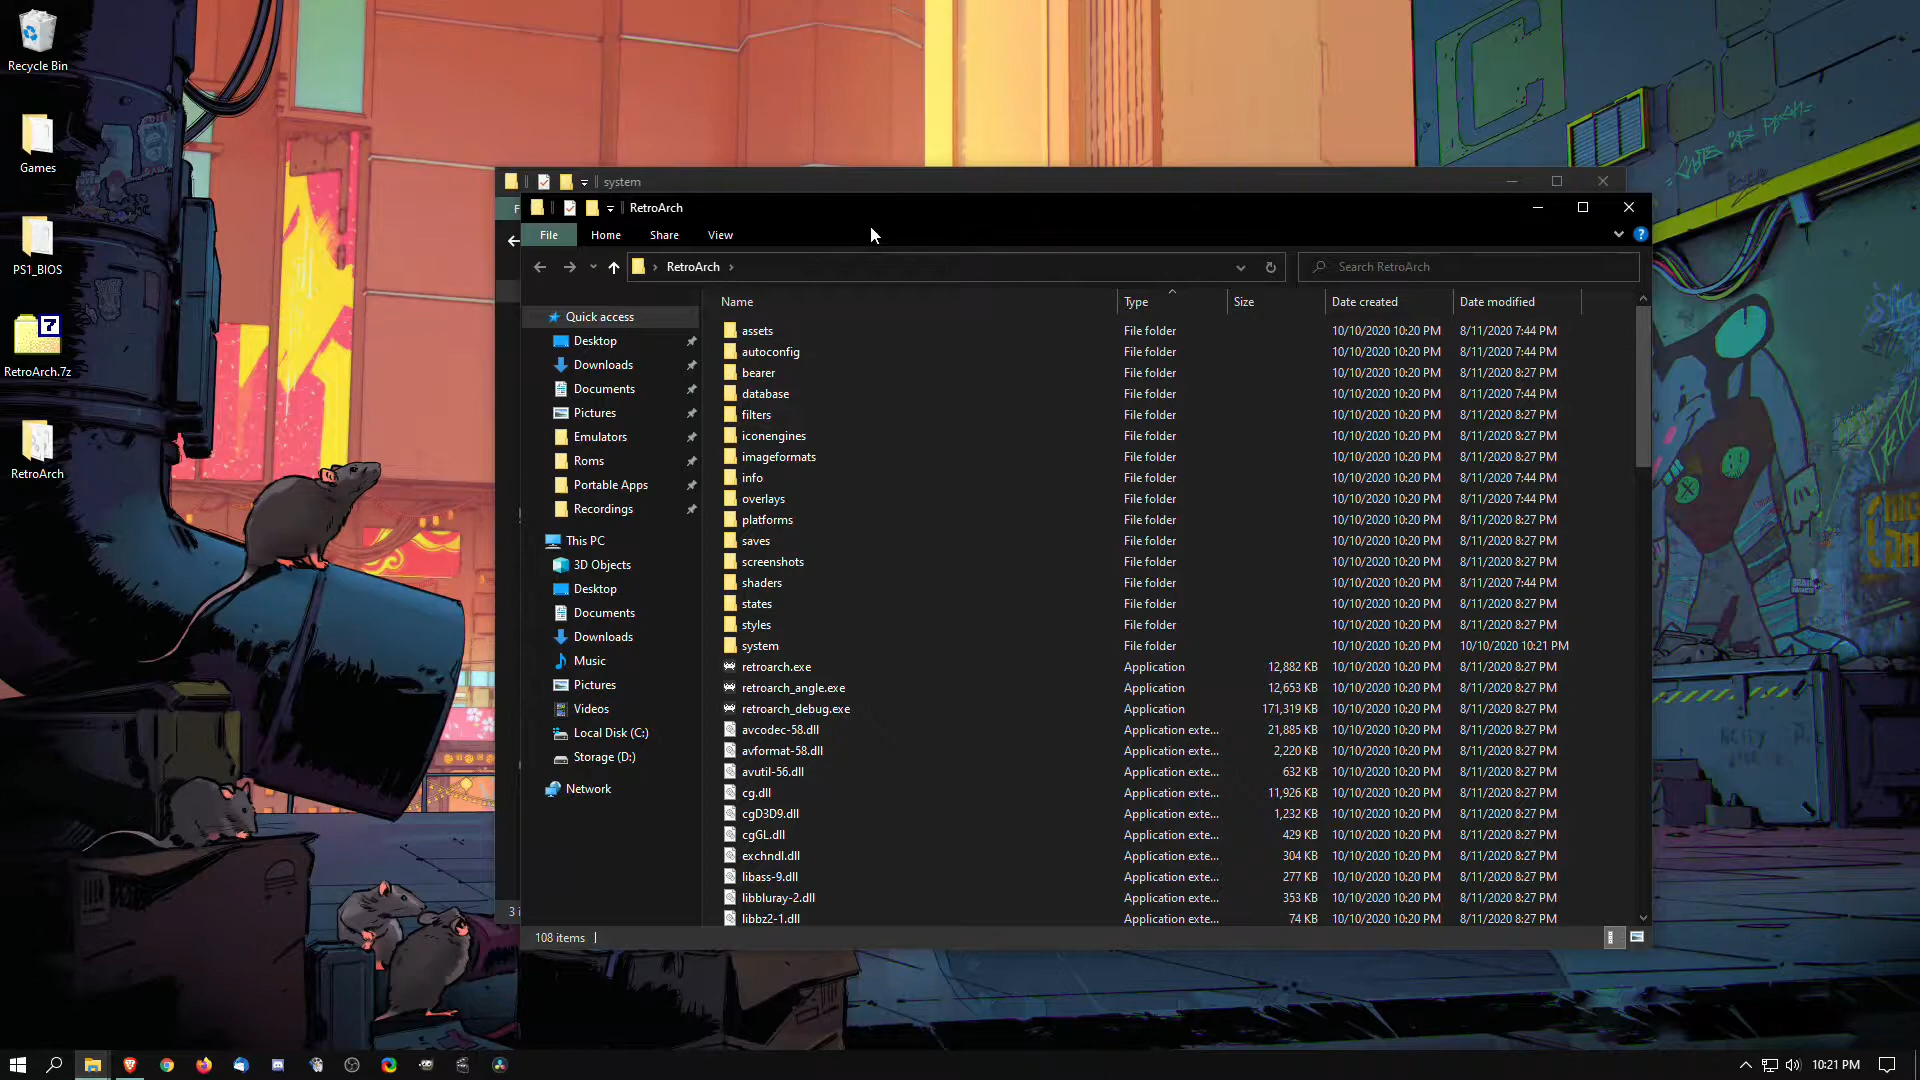 Recycle Bin
Games
PS1_BIOS
7
RetroArch.7z
RetroArch
system
RetroArch
File Home Share View
RetroArch
Search RetroArch
Name Type Size Date created Date modified
Quick access
Desktop
Downloads
Documents
Pictures
Emulators
Roms
Portable Apps
Recordings
This PC
3D Objects
Desktop
Documents
Downloads
Music
Pictures
Videos
Local Disk (C:)
Storage (D:)
Network
assets File folder 10/10/2020 10:20 PM 8/11/2020 7:44 PM
autoconfig File folder 10/10/2020 10:20 PM 8/11/2020 7:44 PM
bearer File folder 10/10/2020 10:20 PM 8/11/2020 8:27 PM
database File folder 10/10/2020 10:20 PM 8/11/2020 7:44 PM
filters File folder 10/10/2020 10:20 PM 8/11/2020 8:27 PM
iconengines File folder 10/10/2020 10:20 PM 8/11/2020 8:27 PM
imageformats File folder 10/10/2020 10:20 PM 8/11/2020 8:27 PM
info File folder 10/10/2020 10:20 PM 8/11/2020 7:44 PM
overlays File folder 10/10/2020 10:20 PM 8/11/2020 7:44 PM
platforms File folder 10/10/2020 10:20 PM 8/11/2020 8:27 PM
saves File folder 10/10/2020 10:20 PM 8/11/2020 8:27 PM
screenshots File folder 10/10/2020 10:20 PM 8/11/2020 8:27 PM
shaders File folder 10/10/2020 10:20 PM 8/11/2020 7:44 PM
states File folder 10/10/2020 10:20 PM 8/11/2020 8:27 PM
styles File folder 10/10/2020 10:20 PM 8/11/2020 8:27 PM
system File folder 10/10/2020 10:20 PM 10/10/2020 10:21 PM
retroarch.exe Application 12,882 KB 10/10/2020 10:20 PM 8/11/2020 8:27 PM
retroarch_angle.exe Application 12,653 KB 10/10/2020 10:20 PM 8/11/2020 8:27 PM
retroarch_debug.exe Application 171,319 KB 10/10/2020 10:20 PM 8/11/2020 8:27 PM
avcodec-58.dll Application exte... 21,885 KB 10/10/2020 10:20 PM 8/11/2020 8:27 PM
avformat-58.dll Application exte... 2,220 KB 10/10/2020 10:20 PM 8/11/2020 8:27 PM
avutil-56.dll Application exte... 632 KB 10/10/2020 10:20 PM 8/11/2020 8:27 PM
cg.dll Application exte... 11,926 KB 10/10/2020 10:20 PM 8/11/2020 8:27 PM
cgD3D9.dll Application exte... 1,232 KB 10/10/2020 10:20 PM 8/11/2020 8:27 PM
cgGL.dll Application exte... 429 KB 10/10/2020 10:20 PM 8/11/2020 8:27 PM
exchndl.dll Application exte... 304 KB 10/10/2020 10:20 PM 8/11/2020 8:27 PM
libass-9.dll Application exte... 277 KB 10/10/2020 10:20 PM 8/11/2020 8:27 PM
libbluray-2.dll Application exte... 353 KB 10/10/2020 10:20 PM 8/11/2020 8:27 PM
libbz2-1.dll Application exte... 74 KB 10/10/2020 10:20 PM 8/11/2020 8:27 PM
108 items
10:21 PM